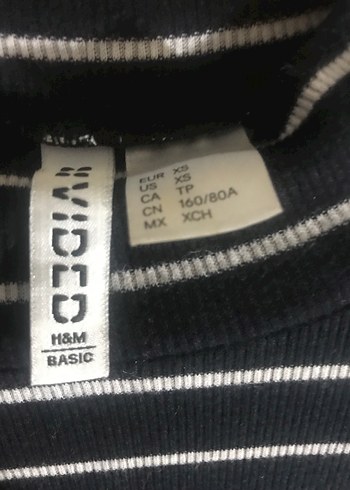 DIVIDED
H&M
BASIC
EUR XS
US XS
CA TP
CN 160/80A
MX XCH